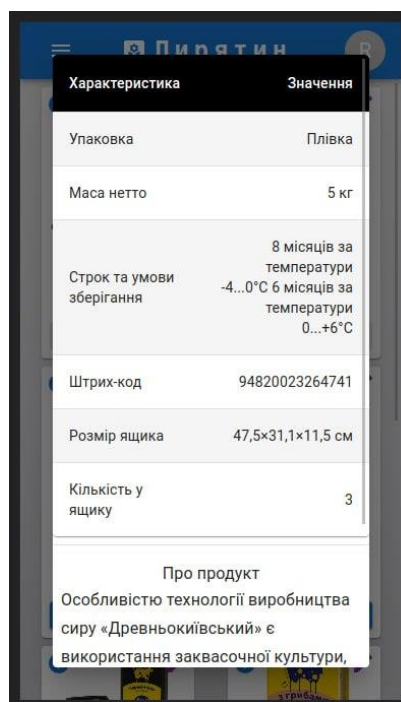 Пирятин
R
Характеристика Значення
Упаковка Плівка
Маса нетто 5 кг
Строк та умови зберігання 8 місяців за
температури
-4...0°C 6 місяців за
температури
0...+6°C
Штрих-код 94820023264741
Розмір ящика 47,5×31,1×11,5 см
Кількість у
ящику 3
Про продукт
Особливістю технології виробництва
сиру «Древньокиївський» є
використання заквасочної культури,
з грибами